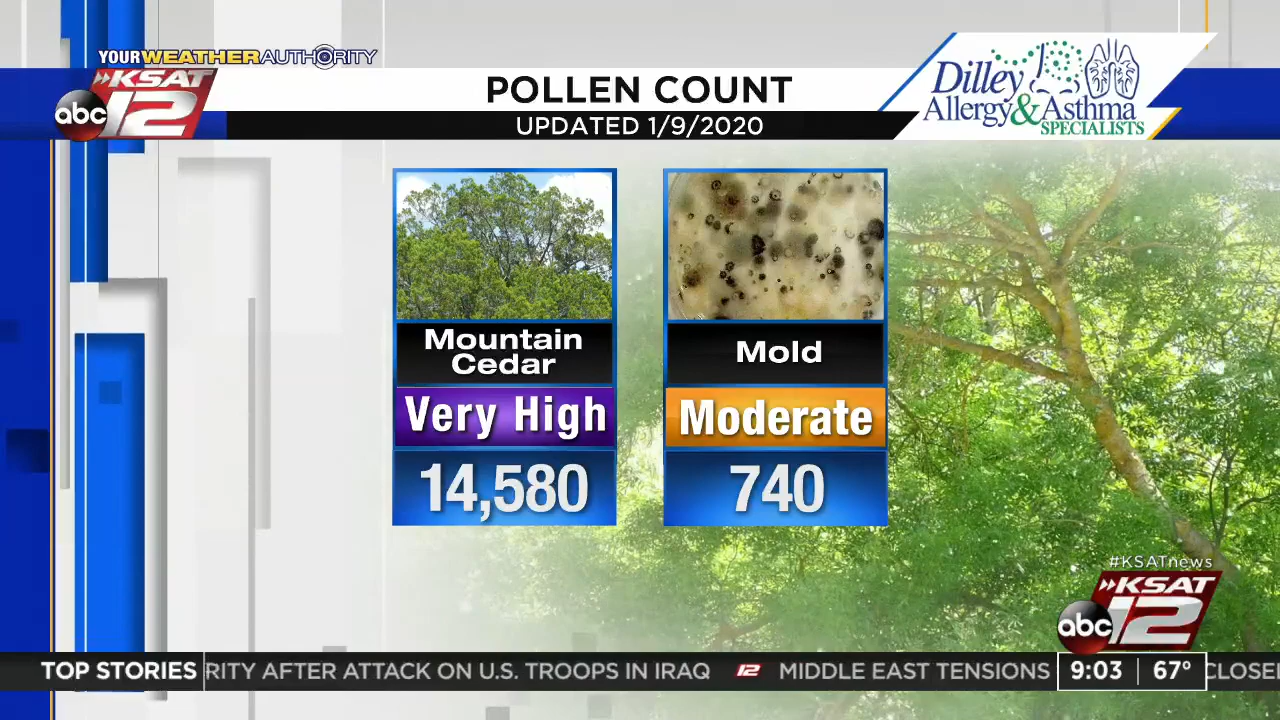 YOUR WEATHER AUTHORITY
KSAT
abc 12
POLLEN COUNT
UPDATED 1/9/2020
Dilley
Allergy & Asthma
SPECIALISTS
Mountain
Cedar
Very High
14,580
Mold
Moderate
740
#KSATnews
KSAT
abc 12
TOP STORIES RITY AFTER ATTACK ON U.S. TROOPS IN IRAQ 12 MIDDLE EAST TENSIONS 9:03 67° CLOSE